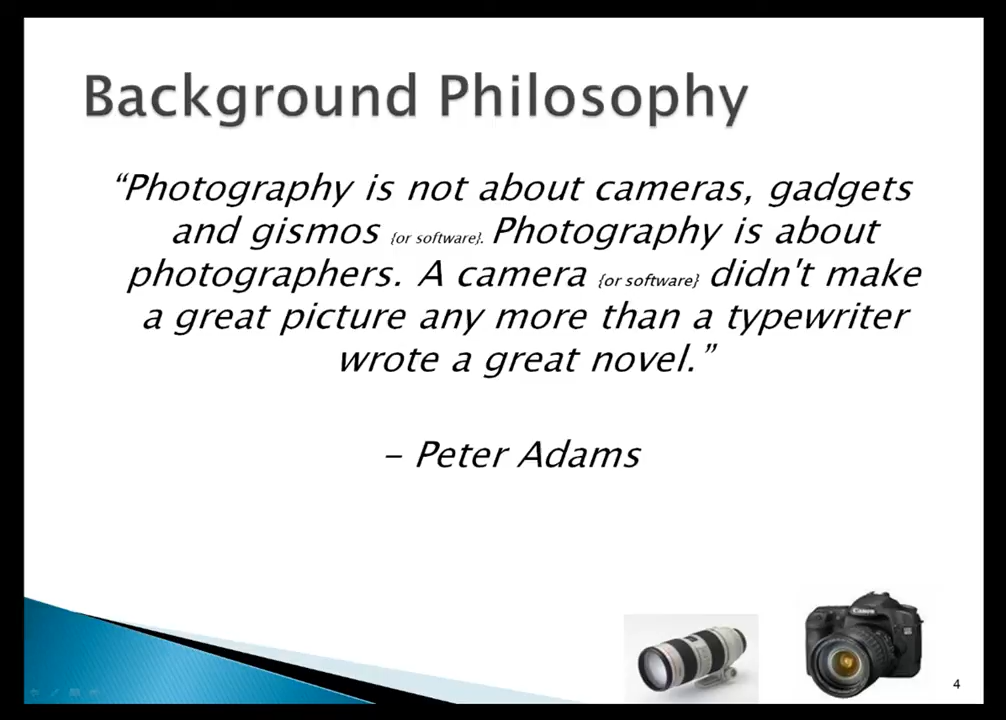 Background Philosophy
“Photography is not about cameras, gadgets
and gismos {or software}. Photography is about
photographers. A camera {or software} didn't make
a great picture any more than a typewriter
wrote a great novel.”
– Peter Adams
Canon
4